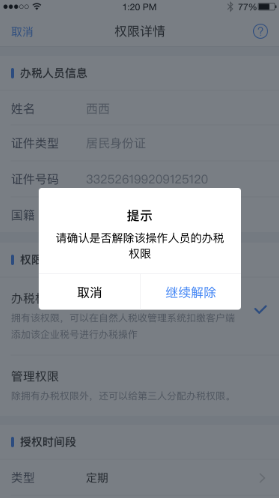 1:20 PM 77%
取消 权限详情 ?
办税人员信息
姓名 西西
证件类型 居民身份证
证件号码 332526199209125120
国籍
提示
请确认是否解除该操作人员的办税
权限
取消 继续解除
权限
办税
拥有该权限，可以在自然人税收管理系统扣缴客户端
添加该企业税号进行办税操作
管理权限
除拥有办税权限外，还可以给第三人分配办税权限。
授权时间段
类型 定期